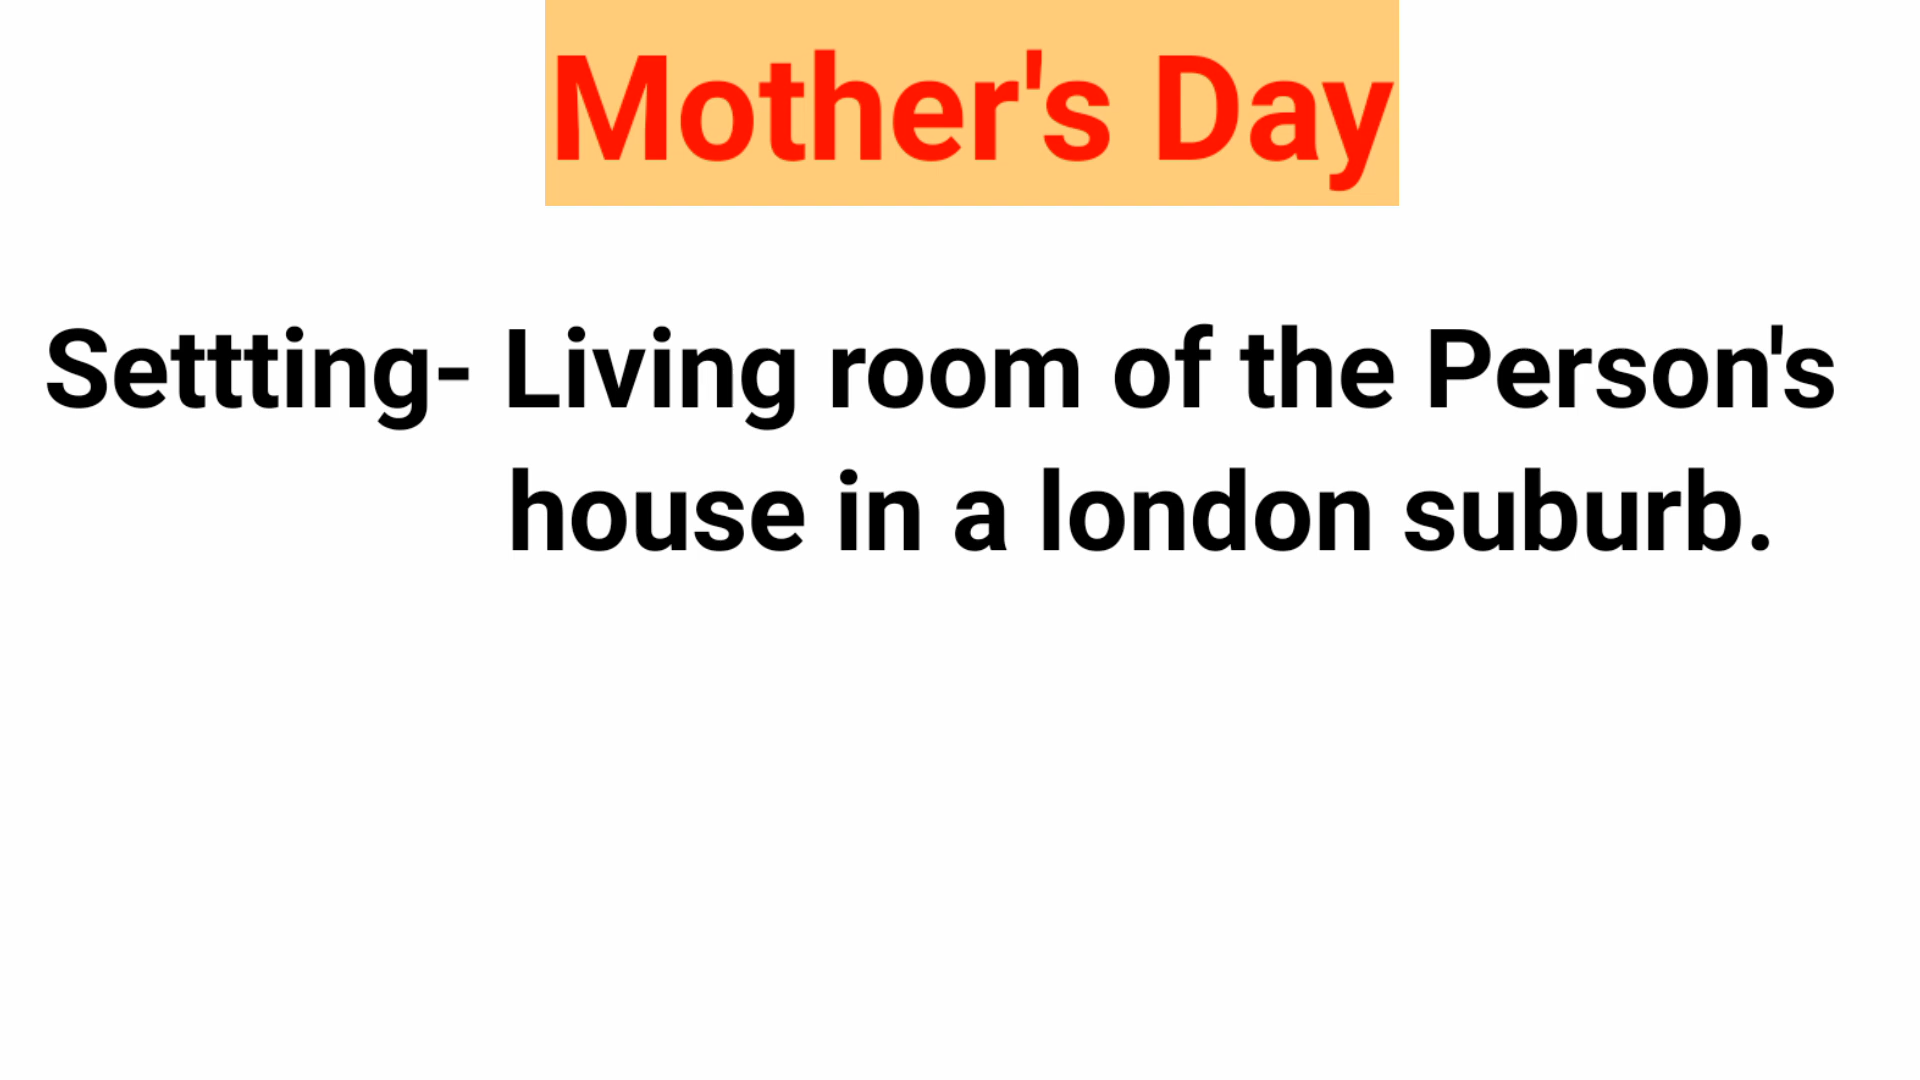 Mother's Day
Settting- Living room of the Person's
house in a london suburb.